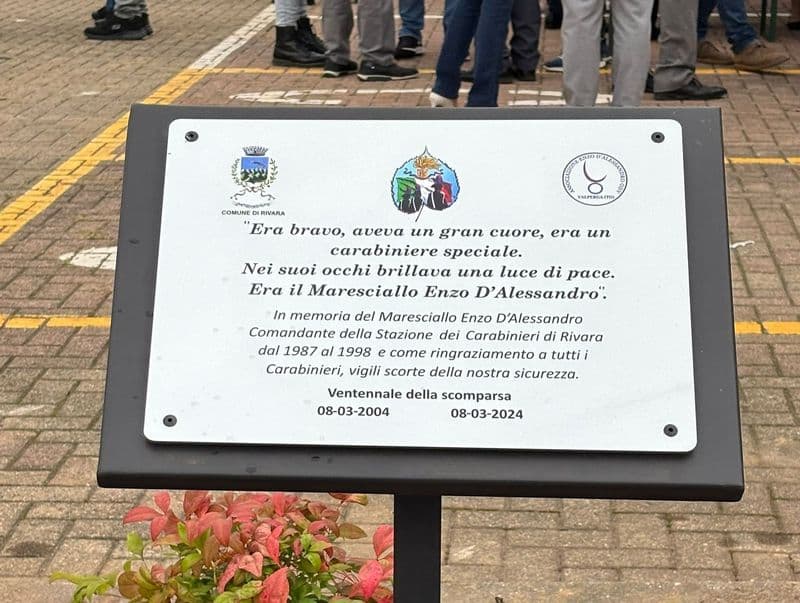 COMUNE DI RIVARA
"Era bravo, aveva un gran cuore, era un
carabiniere speciale.
Nei suoi occhi brillava una luce di pace.
Era il Maresciallo Enzo D'Alessandro".
In memoria del Maresciallo Enzo D'Alessandro
Comandante della Stazione dei Carabinieri di Rivara
dal 1987 al 1998 e come ringraziamento a tutti i
Carabinieri, vigili scorte della nostra sicurezza.
Ventennale della scomparsa
08-03-2004 08-03-2024